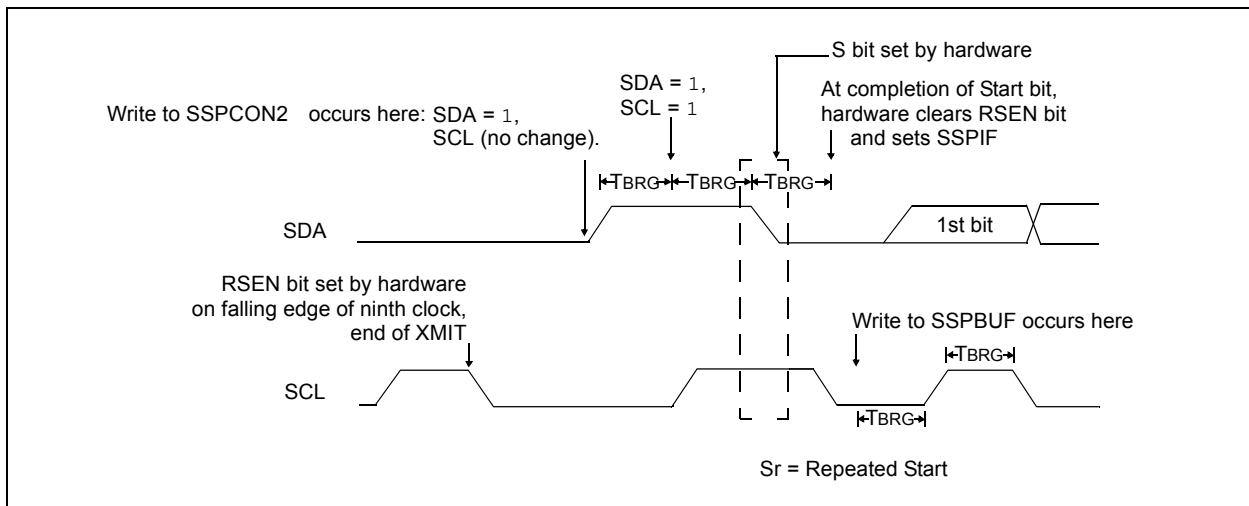 S bit set by hardware
SDA = 1,
SCL = 1
At completion of Start bit,
hardware clears RSEN bit
and sets SSPIF
Write to SSPCON2 occurs here: SDA = 1,
SCL (no change).
TBRG TBRG TBRG
SDA
1st bit
RSEN bit set by hardware
on falling edge of ninth clock,
end of XMIT
Write to SSPBUF occurs here
TBRG
SCL
TBRG
Sr = Repeated Start